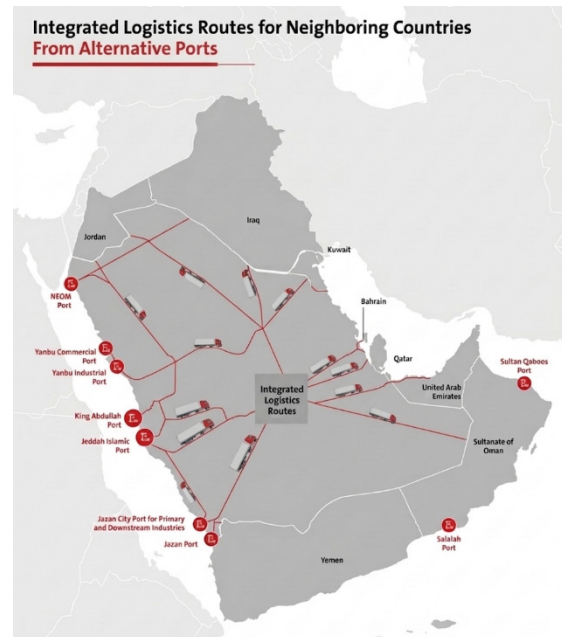 Integrated Logistics Routes for Neighboring Countries
From Alternative Ports
Iraq
Jordan
Kuwait
NEOM
Port
Bahrain
Yanbu Commercial
Port
Yanbu Industrial
Port
Qatar
Sultan Qaboos
Port
United Arab
Emirates
Integrated
Logistics
Routes
King Abdullah
Port
Jeddah Islamic
Port
Sultanate of
Oman
Jazan City Port for Primary
and Downstream Industries
Jazan Port
Salalah
Port
Yemen